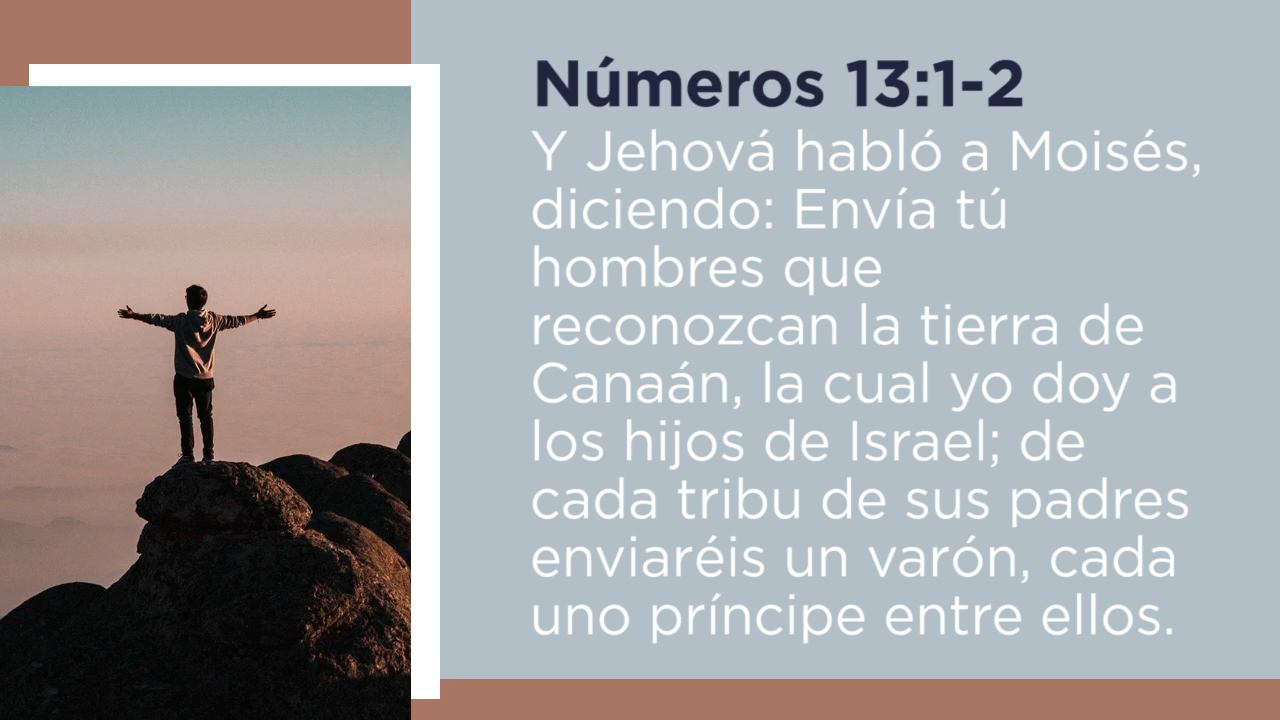 Números 13:1-2
Y Jehová habló a Moisés,
diciendo: Envía tú
hombres que
reconozcan la tierra de
Canaán, la cual yo doy a
los hijos de Israel; de
cada tribu de sus padres
enviaréis un varón, cada
uno príncipe entre ellos.